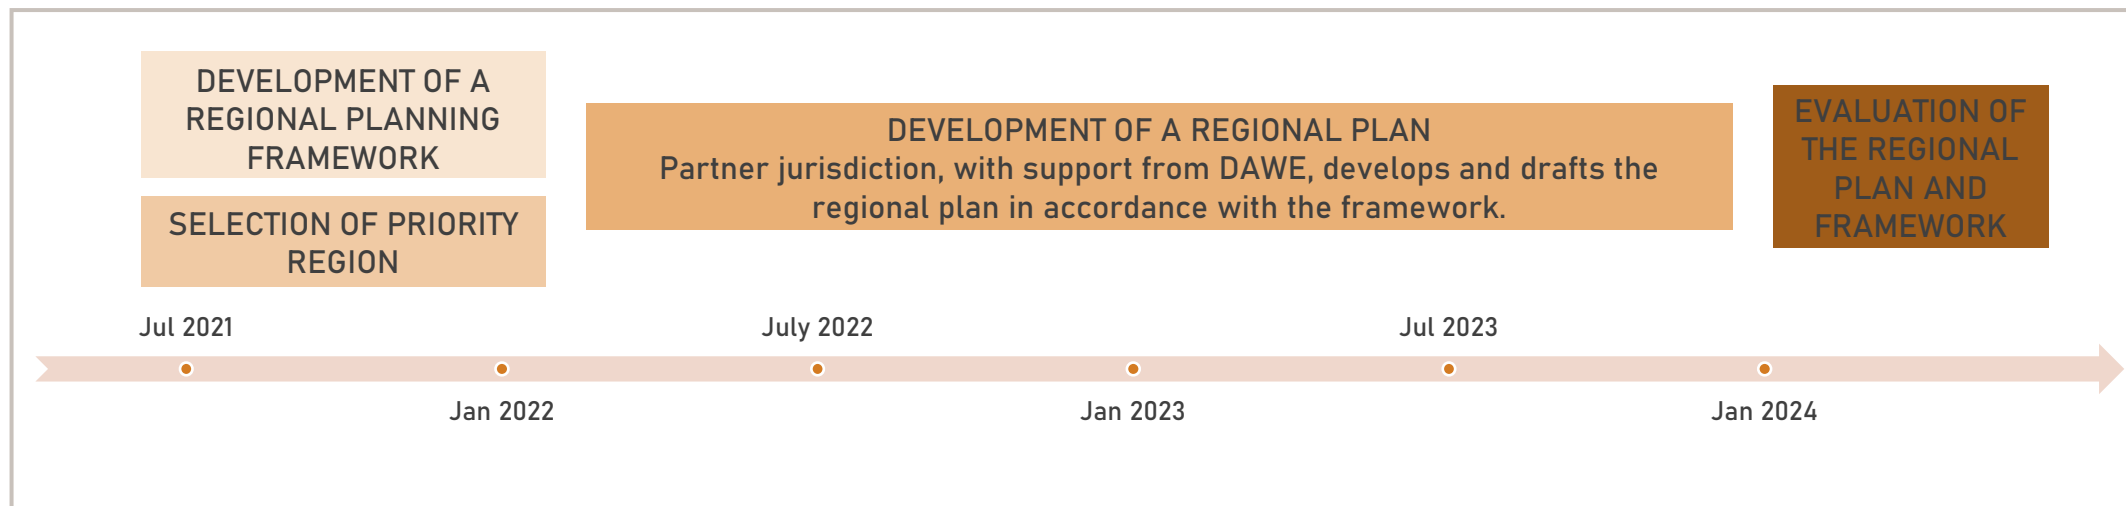 DEVELOPMENT OF A
REGIONAL PLANNING
FRAMEWORK
SELECTION OF PRIORITY
REGION
DEVELOPMENT OF A REGIONAL PLAN
Partner jurisdiction, with support from DAWE, develops and drafts the
regional plan in accordance with the framework.
EVALUATION OF
THE REGIONAL
PLAN AND
FRAMEWORK
Jul 2021
July 2022
Jul 2023
Jan 2022
Jan 2023
Jan 2024